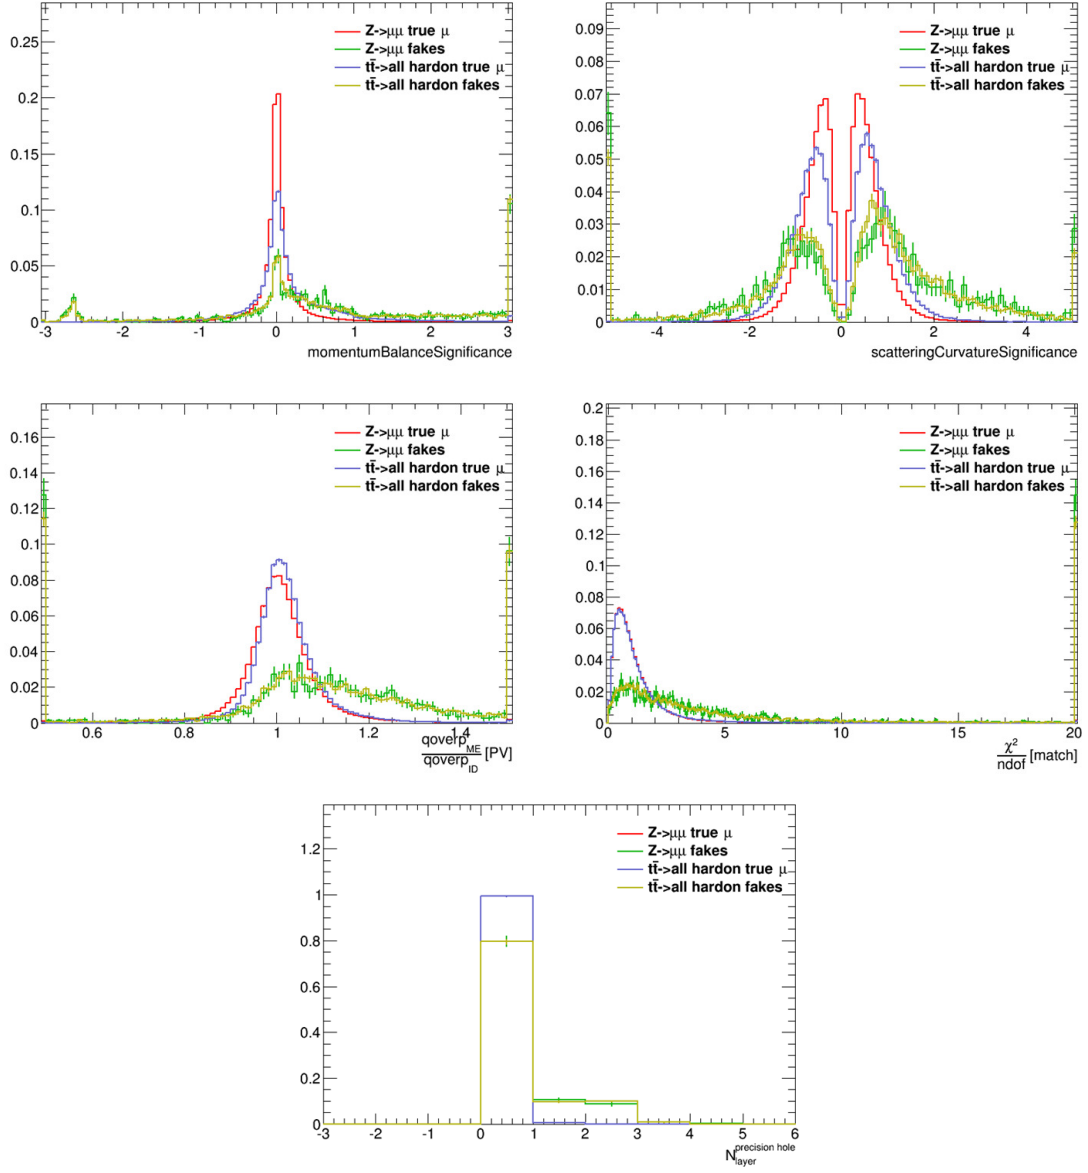 0.25
0.2
0.15
0.1
0.05
0
-3 -2 -1 0 1 2 3
momentumBalanceSignificance
Z->μμ true μ
Z->μμ fakes
tt̄->all hardon true μ
tt̄->all hardon fakes
0.09
0.08
0.07
0.06
0.05
0.04
0.03
0.02
0.01
0
-4 -2 0 2 4
scatteringCurvatureSignificance
Z->μμ true μ
Z->μμ fakes
tt̄->all hardon true μ
tt̄->all hardon fakes
0.16
0.14
0.12
0.1
0.08
0.06
0.04
0.02
0
0.6 0.8 1 1.2 1.4
qoverp_ME
qoverp_ID [PV]
Z->μμ true μ
Z->μμ fakes
tt̄->all hardon true μ
tt̄->all hardon fakes
0.2
0.18
0.16
0.14
0.12
0.1
0.08
0.06
0.04
0.02
0
0 5 10 15 20
χ²
ndof [match]
Z->μμ true μ
Z->μμ fakes
tt̄->all hardon true μ
tt̄->all hardon fakes
1.2
1
0.8
0.6
0.4
0.2
0
-3 -2 -1 0 1 2 3 4 5 6
N_layer^precision hole
Z->μμ true μ
Z->μμ fakes
tt̄->all hardon true μ
tt̄->all hardon fakes